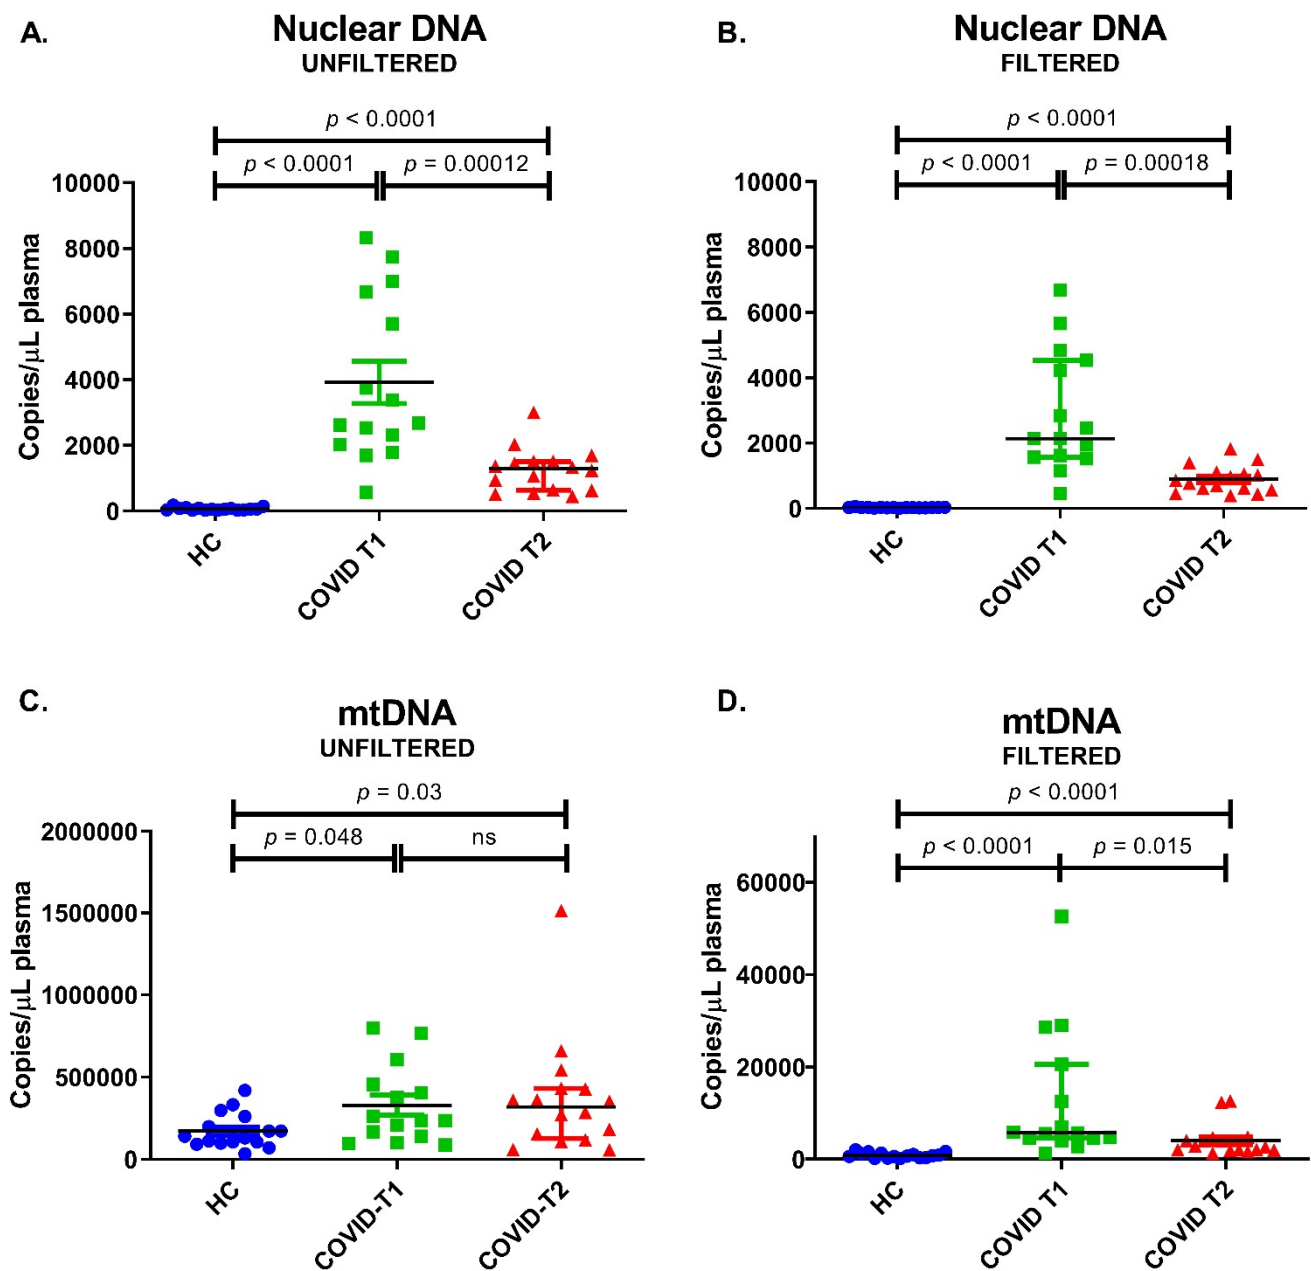 A.
Nuclear DNA
UNFILTERED
p < 0.0001
p < 0.0001
p = 0.00012
Copies/μL plasma
10000
8000
6000
4000
2000
0
HC
COVID T1
COVID T2
B.
Nuclear DNA
FILTERED
p < 0.0001
p < 0.0001
p = 0.00018
Copies/μL plasma
10000
8000
6000
4000
2000
0
HC
COVID T1
COVID T2
C.
mtDNA
UNFILTERED
p = 0.03
p = 0.048
ns
Copies/μL plasma
2000000
1500000
1000000
500000
0
HC
COVID-T1
COVID-T2
D.
mtDNA
FILTERED
p < 0.0001
p < 0.0001
p = 0.015
Copies/μL plasma
60000
40000
20000
0
HC
COVID T1
COVID T2